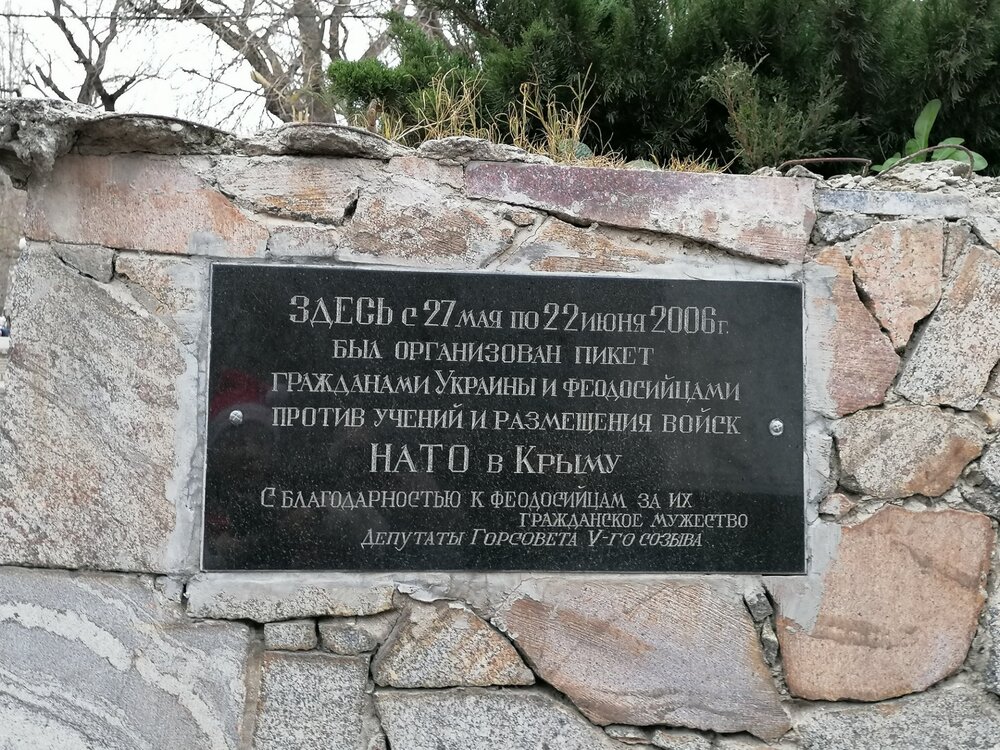 ЗДЕСЬ с 27 мая по 22 июня 2006 г.
был организован пикет
гражданами Украины и феодосийцами
против учений и размещения войск
НАТО в Крыму
С благодарностью к феодосийцам за их
гражданское мужество
Депутаты Горсовета V-го созыва